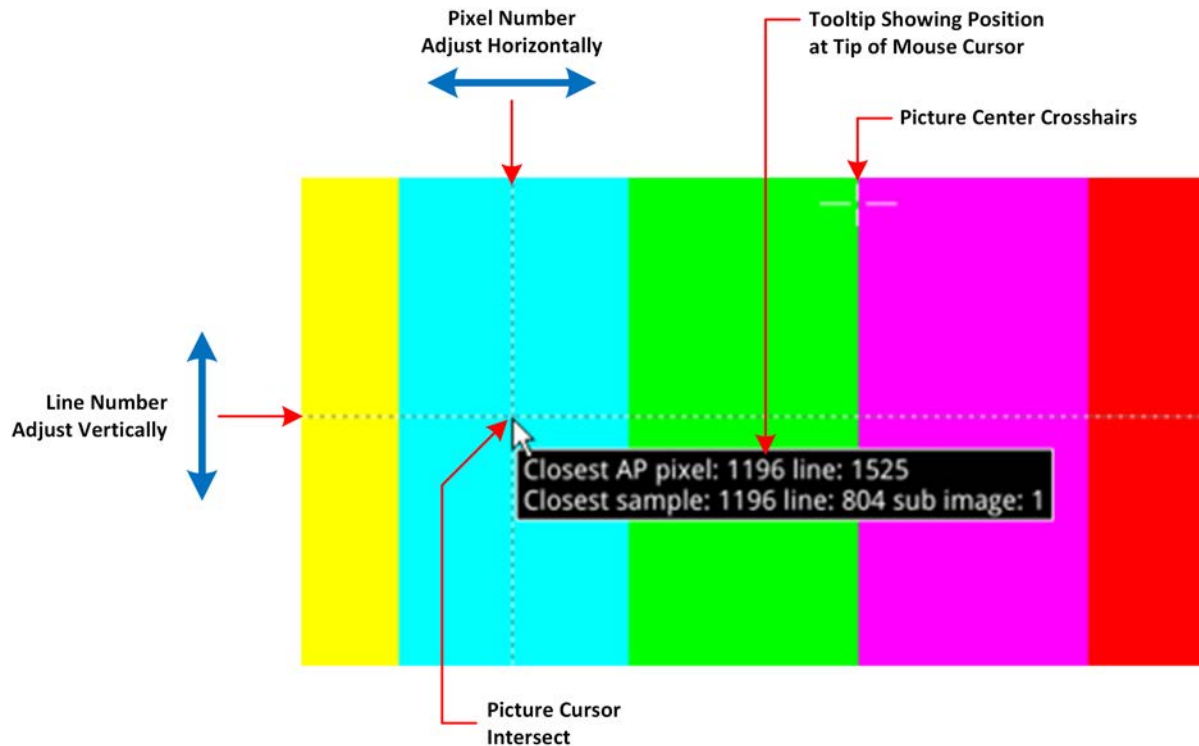 Pixel Number
Adjust Horizontally
Tooltip Showing Position
at Tip of Mouse Cursor
Picture Center Crosshairs
Line Number
Adjust Vertically
Closest AP pixel: 1196 line: 1525
Closest sample: 1196 line: 804 sub image: 1
Picture Cursor
Intersect